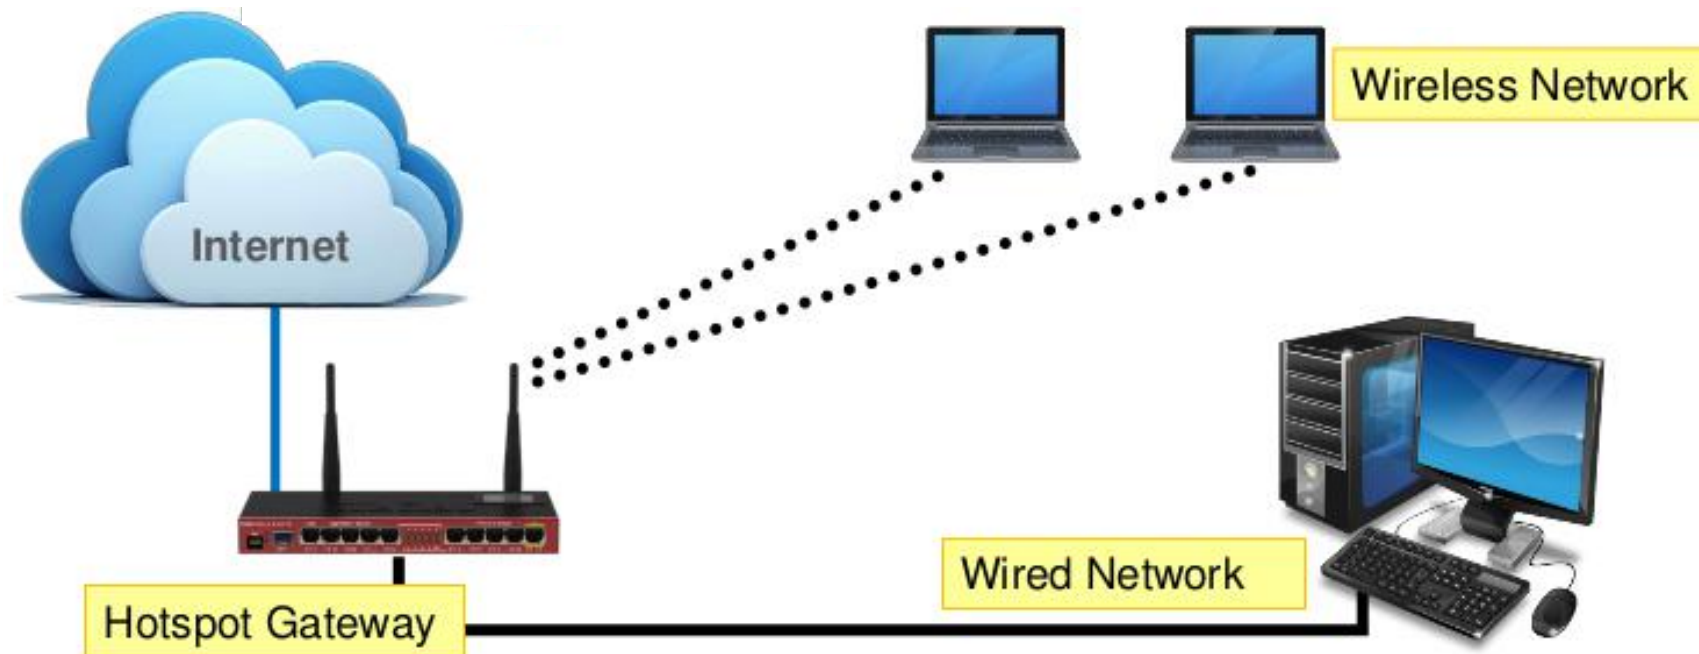 Internet
Wireless Network
Wired Network
Hotspot Gateway